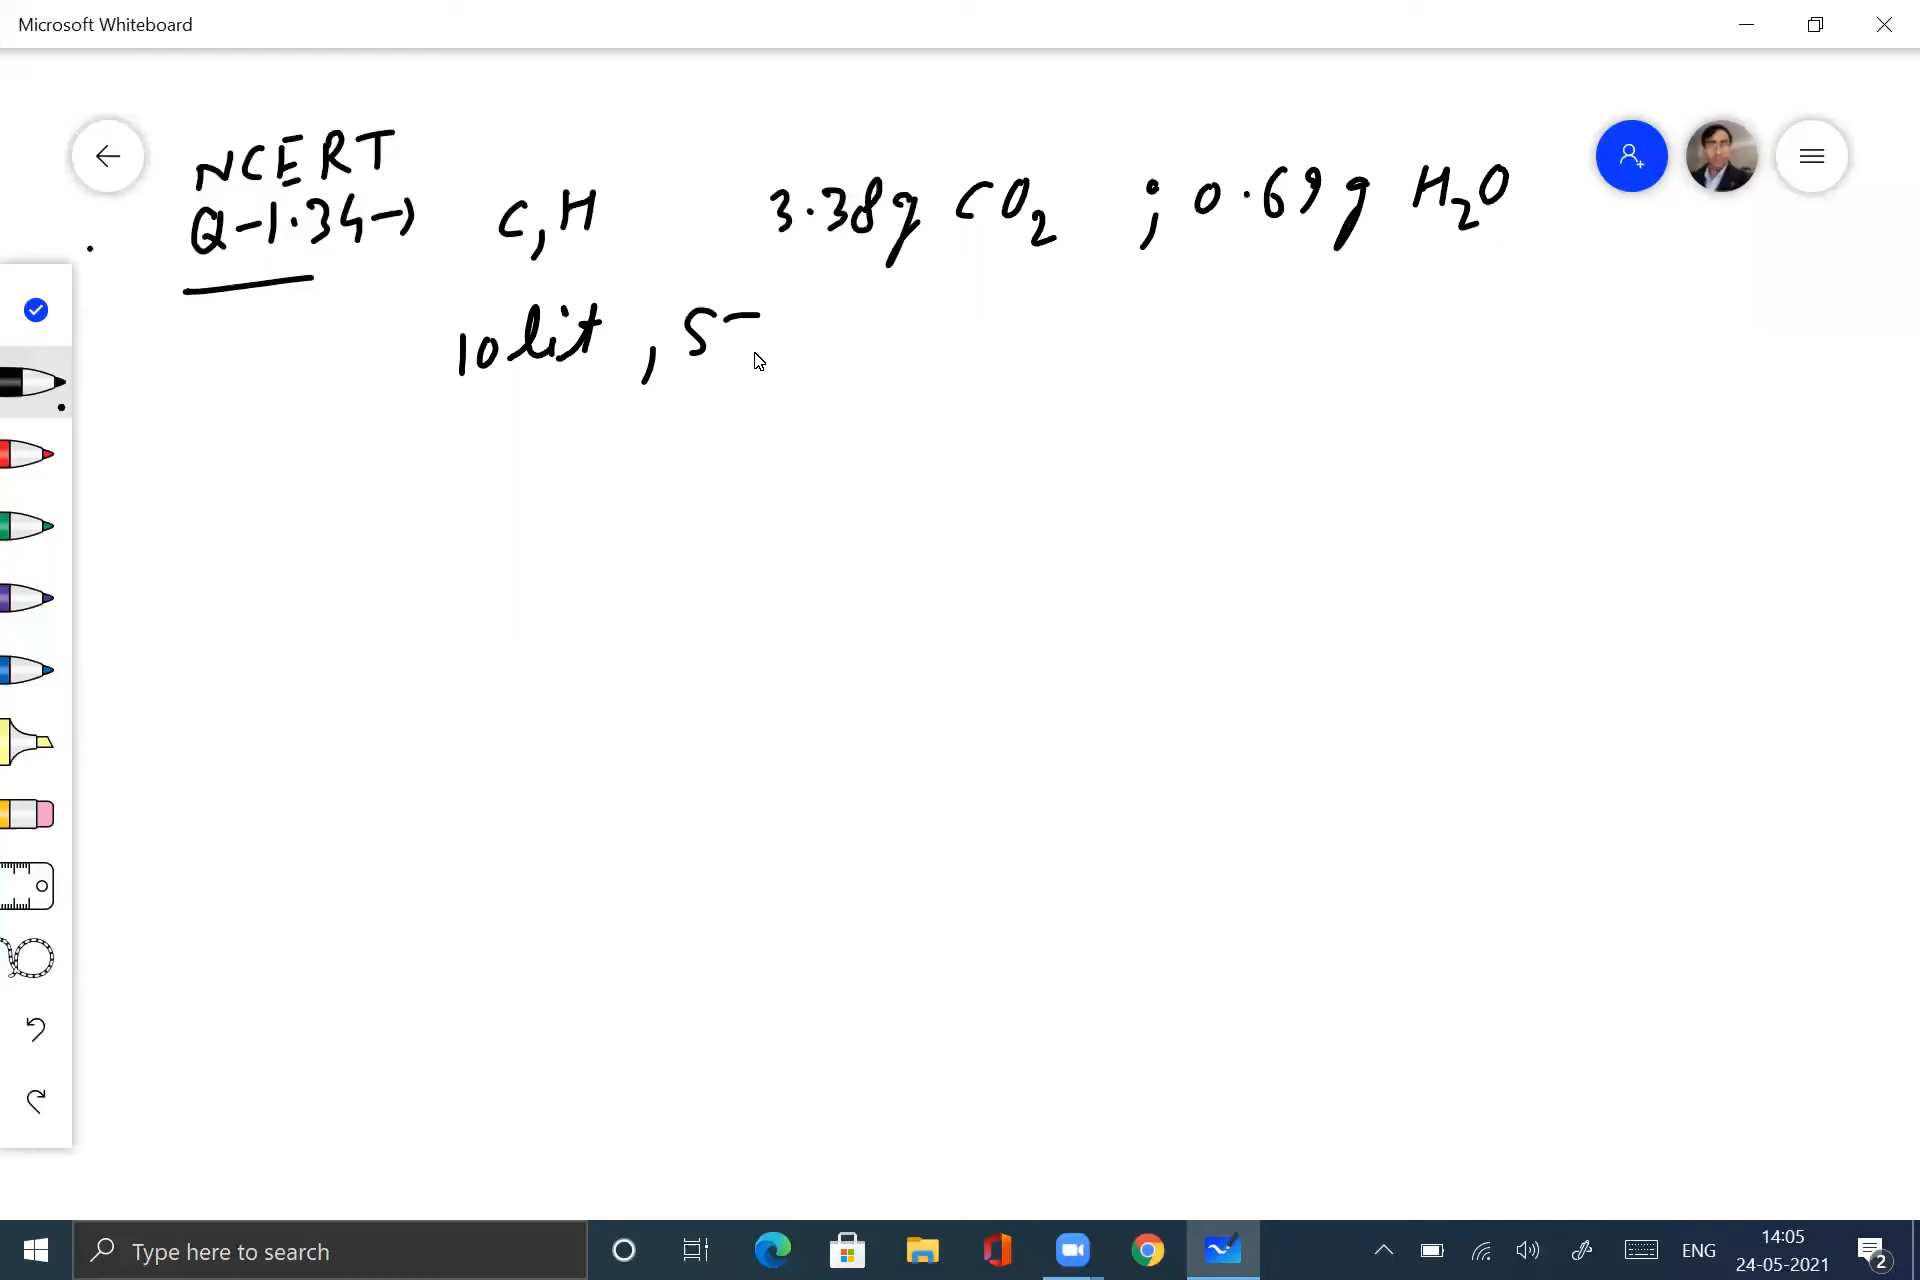 Microsoft Whiteboard
NCERT
Q-1.34→ C, H 3.38g CO2 ; 0.69g H2O
10 lit , 5
Type here to search
ENG
14:05
24-05-2021
2